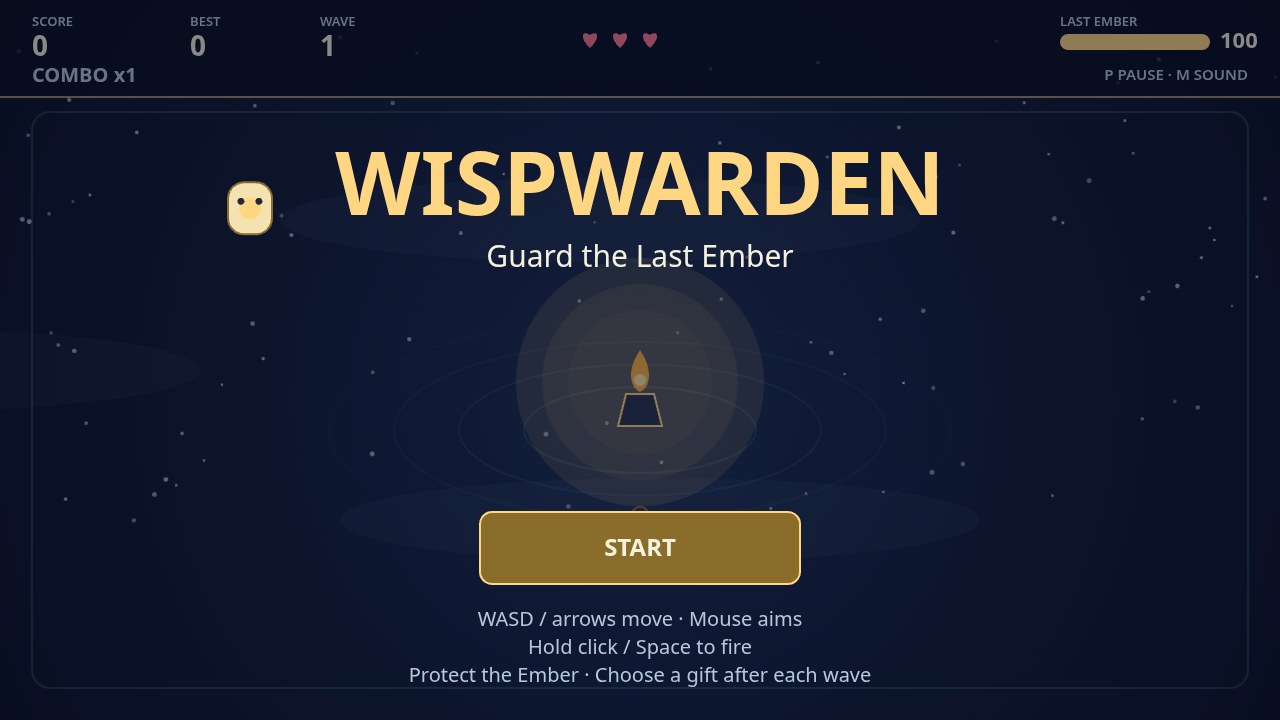 SCORE
0
BEST
0
WAVE
1
LAST EMBER
100
COMBO x1
P PAUSE · M SOUND
WISPWARDEN
Guard the Last Ember
START
WASD / arrows move · Mouse aims
Hold click / Space to fire
Protect the Ember · Choose a gift after each wave